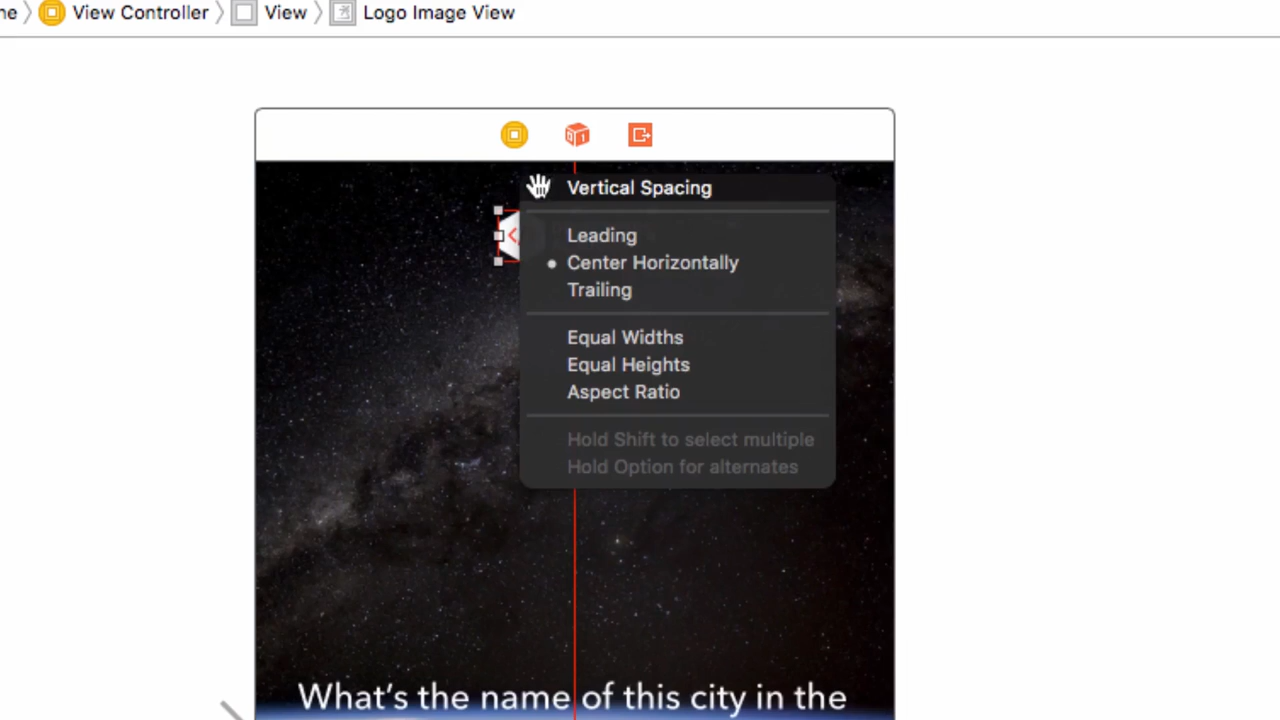 ne View Controller View Logo Image View
Vertical Spacing
Leading
Center Horizontally
Trailing
Equal Widths
Equal Heights
Aspect Ratio
Hold Shift to select multiple
Hold Option for alternates
What's the name of this city in the